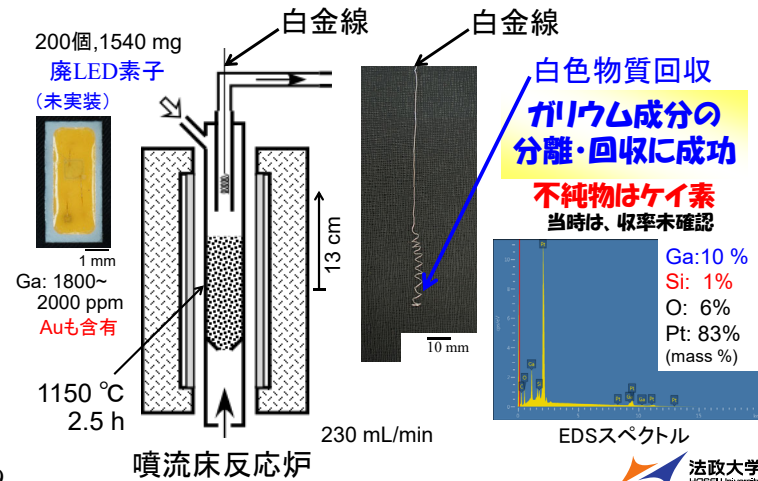 200個,1540 mg
廃LED素子
(未実装)
1 mm
Ga: 1800~
2000 ppm
Auも含有
1150 ℃
2.5 h
白金線
13 cm
230 mL/min
噴流床反応炉
白金線
10 mm
白色物質回収
ガリウム成分の
分離・回収に成功
不純物はケイ素
当時は、収率未確認
Ga:10 %
Si: 1%
O: 6%
Pt: 83%
(mass %)
EDSスペクトル
法政大学